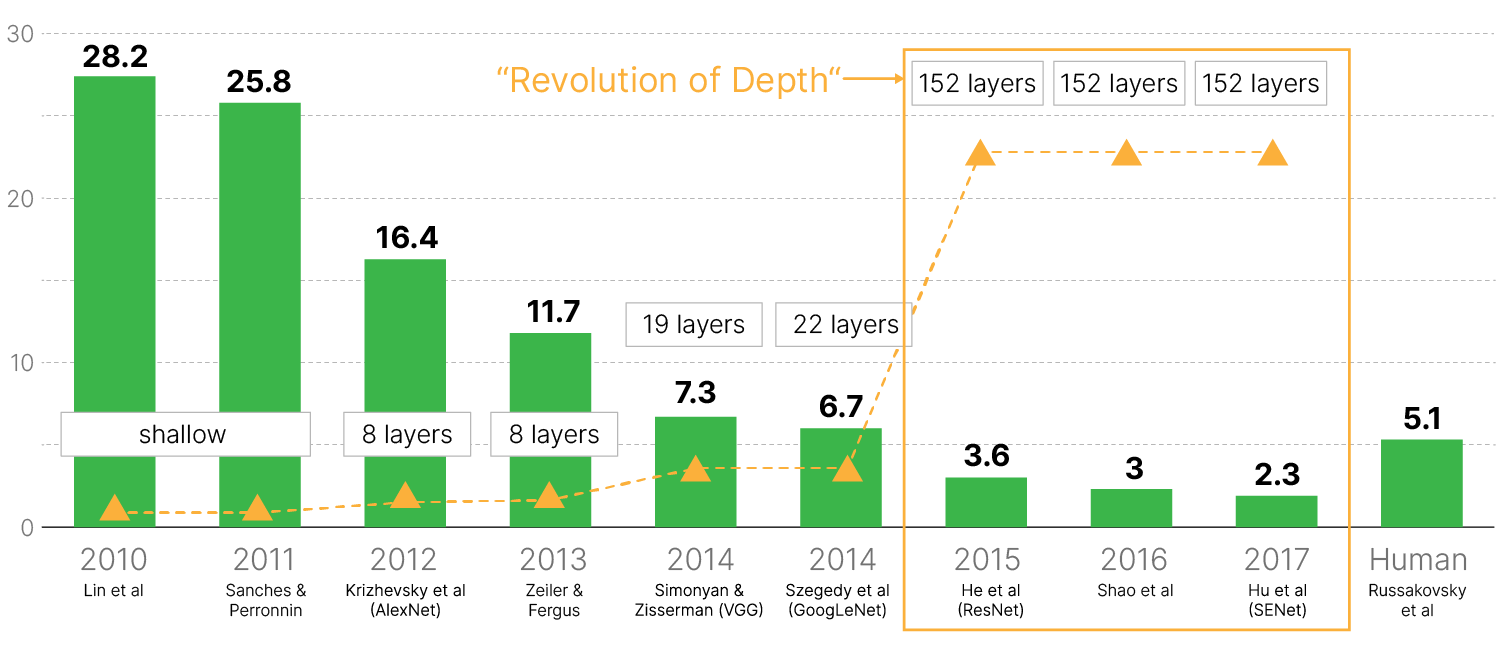 30
20
10
0
28.2
25.8
16.4
11.7
7.3
6.7
3.6
3
2.3
5.1
“Revolution of Depth“
152 layers
152 layers
152 layers
19 layers
22 layers
shallow
8 layers
8 layers
2010
Lin et al
2011
Sanches &
Perronnin
2012
Krizhevsky et al
(AlexNet)
2013
Zeiler &
Fergus
2014
Simonyan &
Zisserman (VGG)
2014
Szegedy et al
(GoogLeNet)
2015
He et al
(ResNet)
2016
Shao et al
2017
Hu et al
(SENet)
Human
Russakovsky
et al